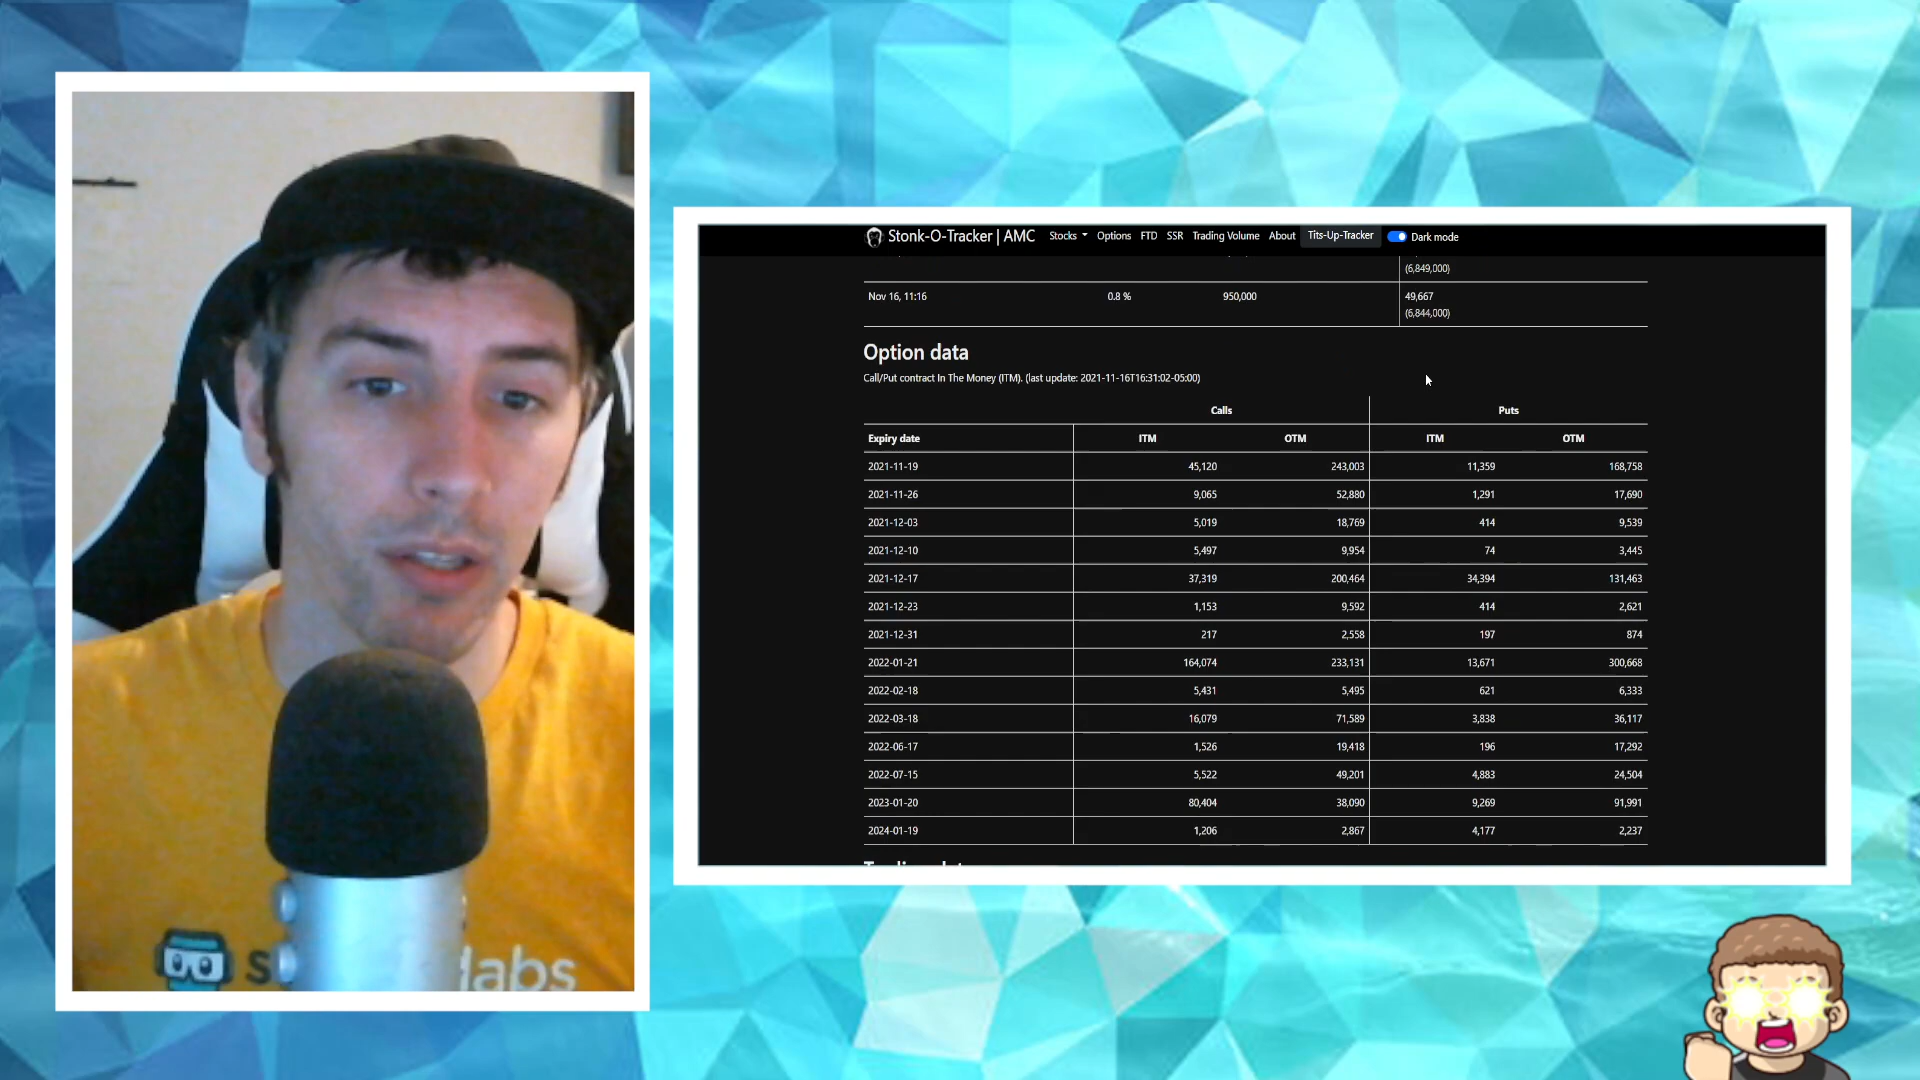 Stonk-O-Tracker | AMC Stocks Options FTD SSR Trading Volume About Tits-Up-Tracker Dark mode
(6,849,000)
Nov 16, 11:16 0.8 % 950,000 49,667
(6,844,000)
Option data
Call/Put contract In The Money (ITM). (last update: 2021-11-16T16:31:02-05:00)
Calls Puts
Expiry date ITM OTM ITM OTM
2021-11-19 45,120 243,003 11,359 168,758
2021-11-26 9,065 52,880 1,291 17,690
2021-12-03 5,019 18,769 414 9,539
2021-12-10 5,497 9,954 74 3,445
2021-12-17 37,319 200,464 34,394 131,463
2021-12-23 1,153 9,592 414 2,621
2021-12-31 217 2,558 197 874
2022-01-21 164,074 233,131 13,671 300,668
2022-02-18 5,431 5,495 621 6,333
2022-03-18 16,079 71,589 3,838 36,117
2022-06-17 1,526 19,418 196 17,292
2022-07-15 5,522 49,201 4,883 24,504
2023-01-20 80,404 38,090 9,269 91,991
2024-01-19 1,206 2,867 4,177 2,237
s labs